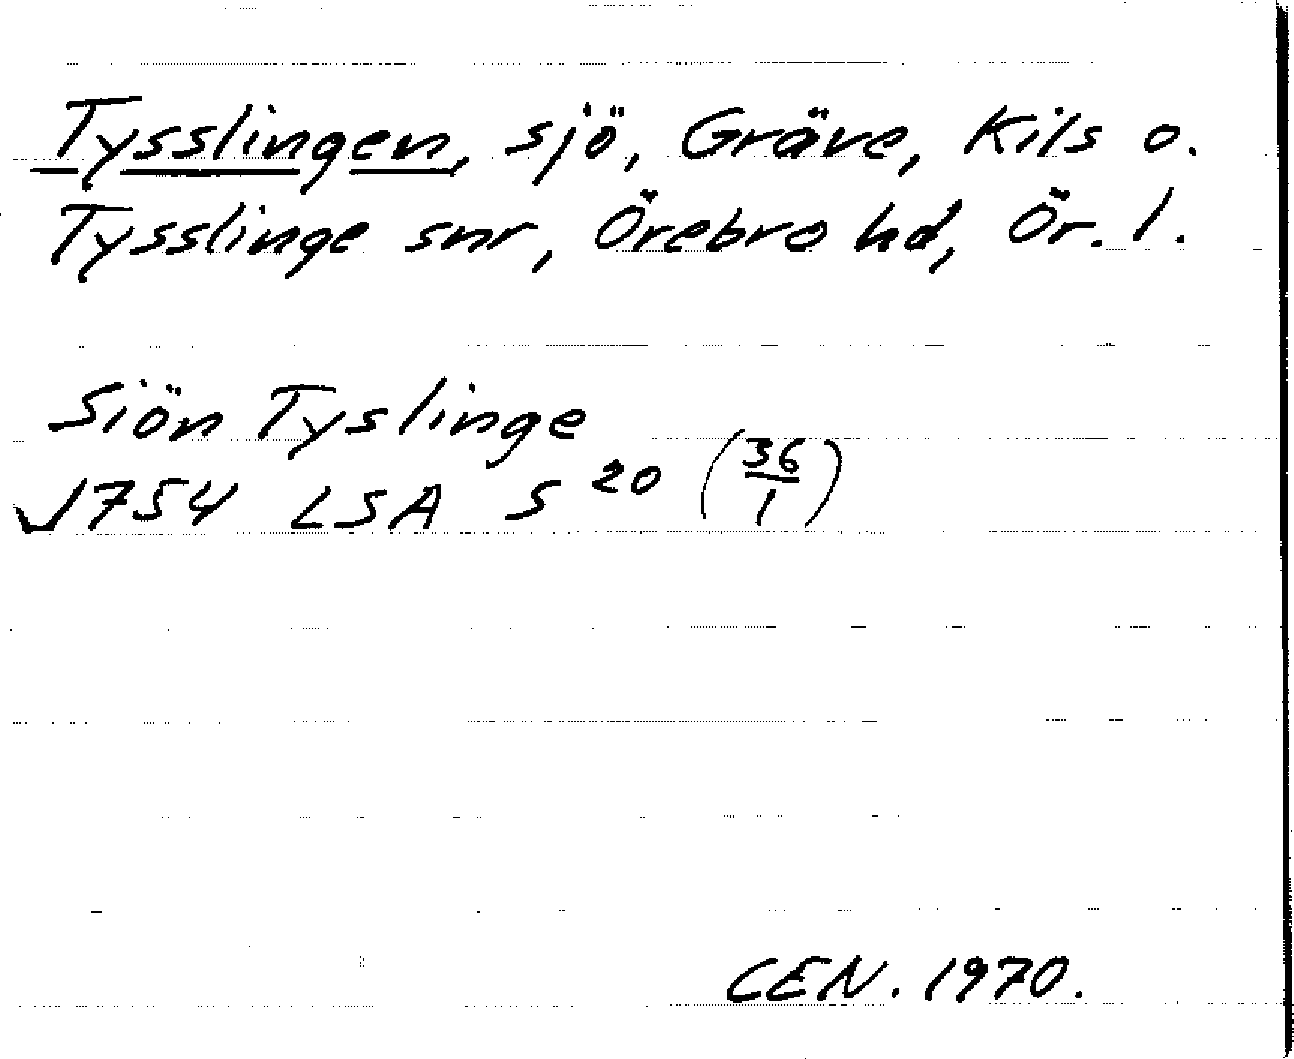 Tysslingen, sjö, Gräve, Kils o.
Tysslinge snr, Örebro hd, Ör. l.
Siön Tyslinge
√1754 LSA S 20 (36/1)
CEN. 1970.